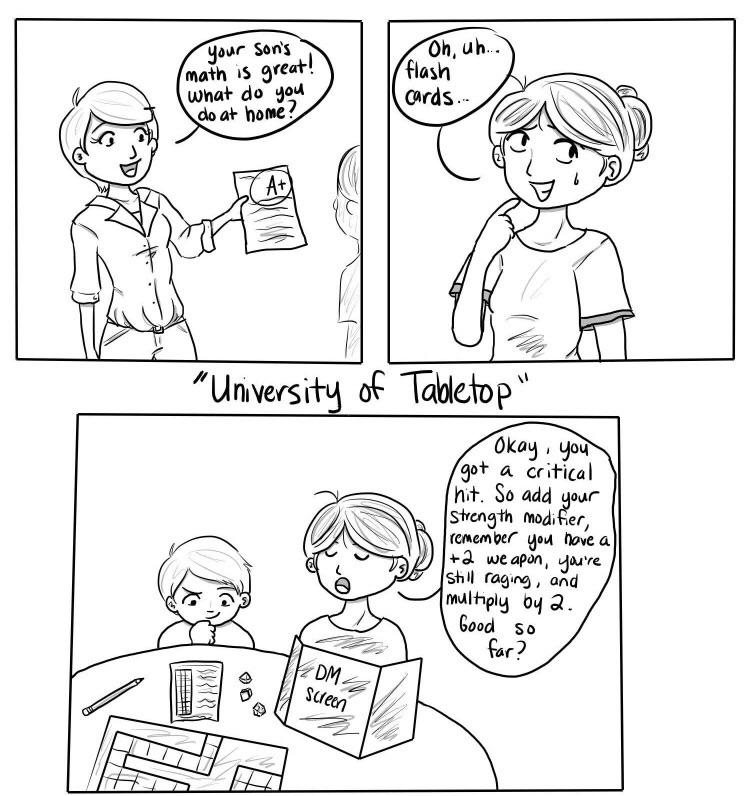 your son's
math is great!
what do you
do at home?
A+
Oh, uh...
flash
cards...
"University of Tabletop"
Okay, you
got a critical
hit. So add your
strength modifier,
remember you have a
+2 weapon, you're
still raging, and
multiply by 2.
Good so
far?
DM
Screen